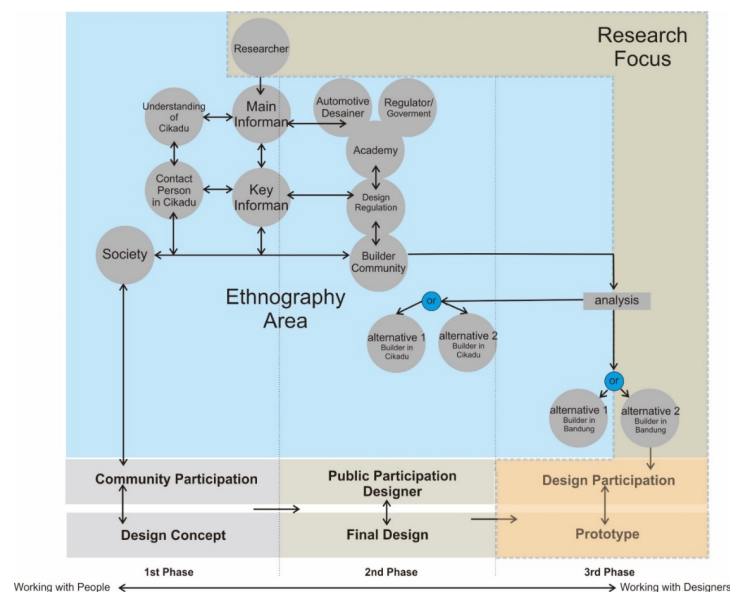 Research
Focus
Researcher
Understanding
of
Cikadu
Main
Informan
Automotive
Desainer
Regulator/
Goverment
Academy
Contact
Person
in Cikadu
Key
Informan
Design
Regulation
Society
Builder
Community
Ethnography
Area
or
analysis
alternative 1
Builder in
Cikadu
alternative 2
Builder in
Cikadu
or
alternative 1
Builder in
Bandung
alternative 2
Builder in
Bandung
Community Participation
Public Participation
Designer
Design Participation
Design Concept
Final Design
Prototype
1st Phase
2nd Phase
3rd Phase
Working with People
Working with Designers